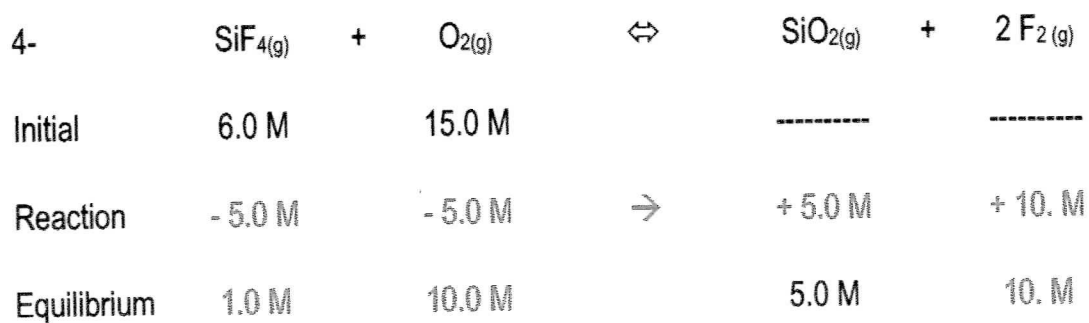 4- SiF₄(g) + O₂(g) ⇔ SiO₂(g) + 2 F₂ (g)
Initial 6.0 M 15.0 M ---------- ----------
Reaction - 5.0 M - 5.0 M → + 5.0 M + 10. M
Equilibrium 1.0 M 10.0 M 5.0 M 10. M